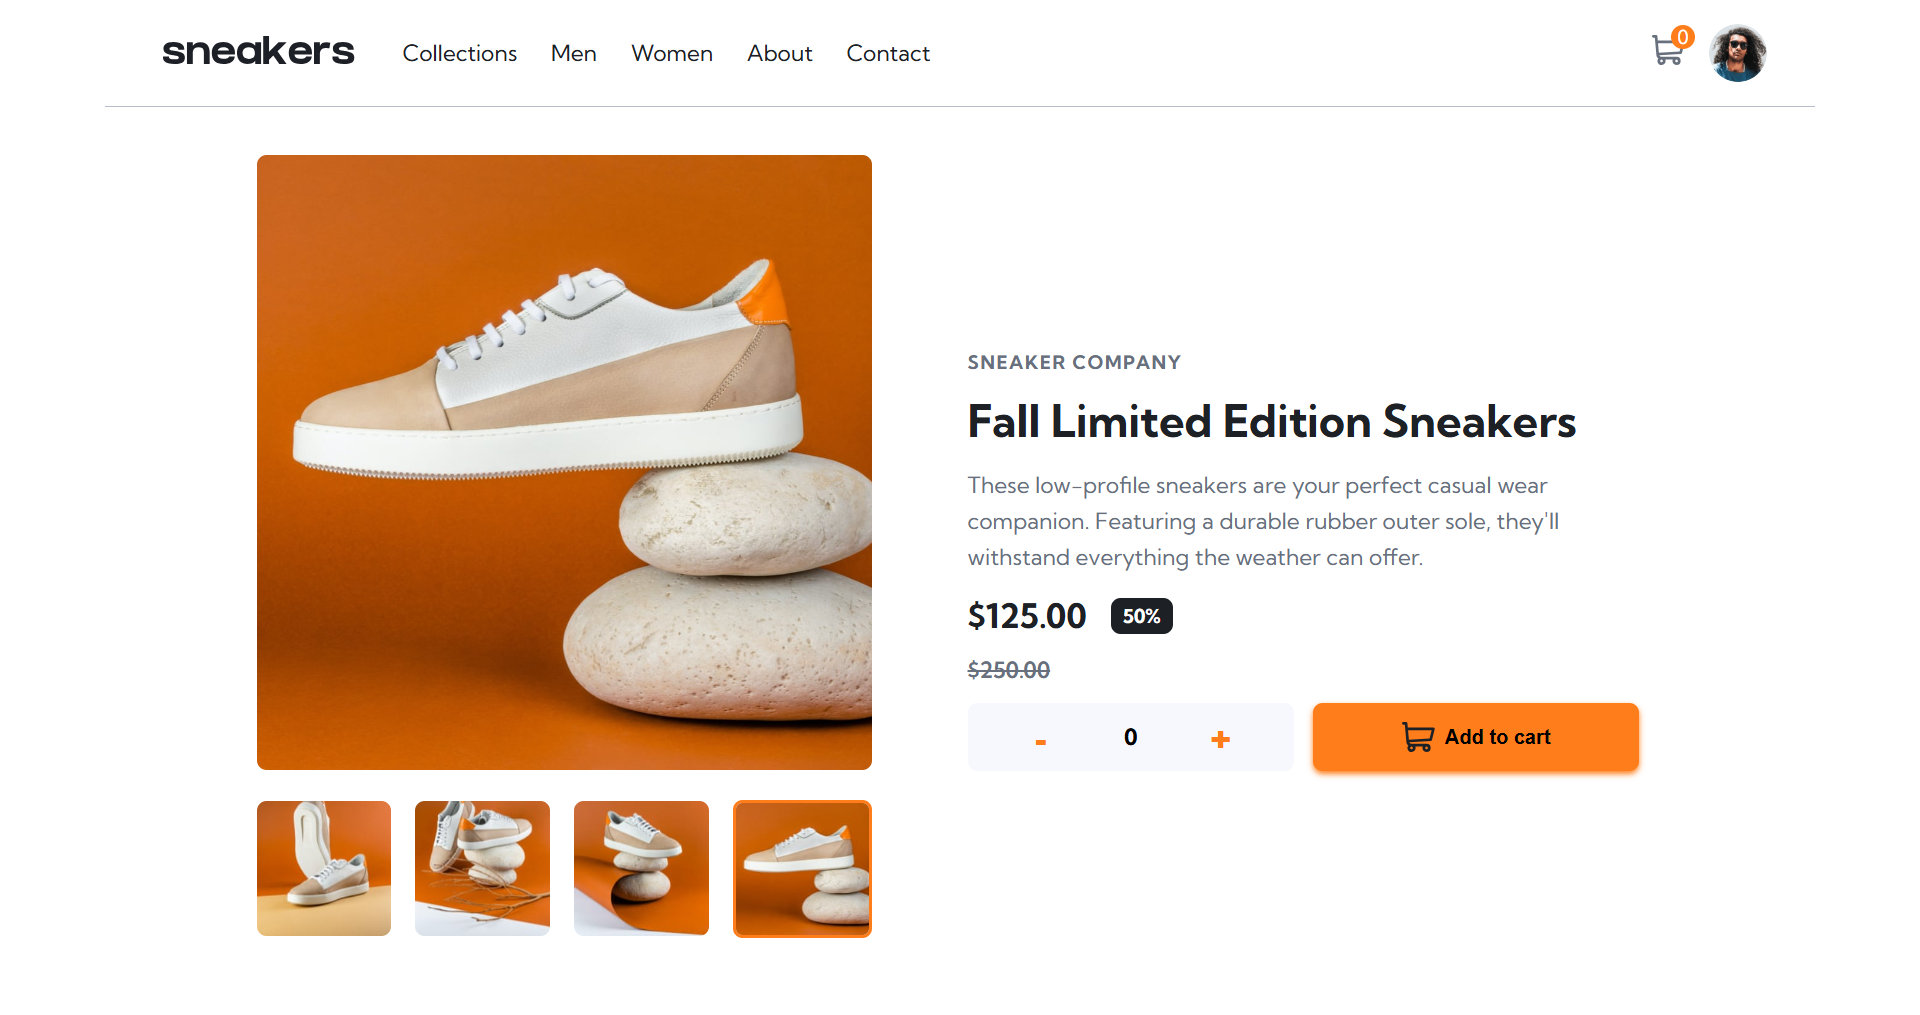 sneakers
Collections Men Women About Contact
0
SNEAKER COMPANY
Fall Limited Edition Sneakers
These low-profile sneakers are your perfect casual wear
companion. Featuring a durable rubber outer sole, they'll
withstand everything the weather can offer.
$125.00 50%
$250.00
- 0 +
Add to cart